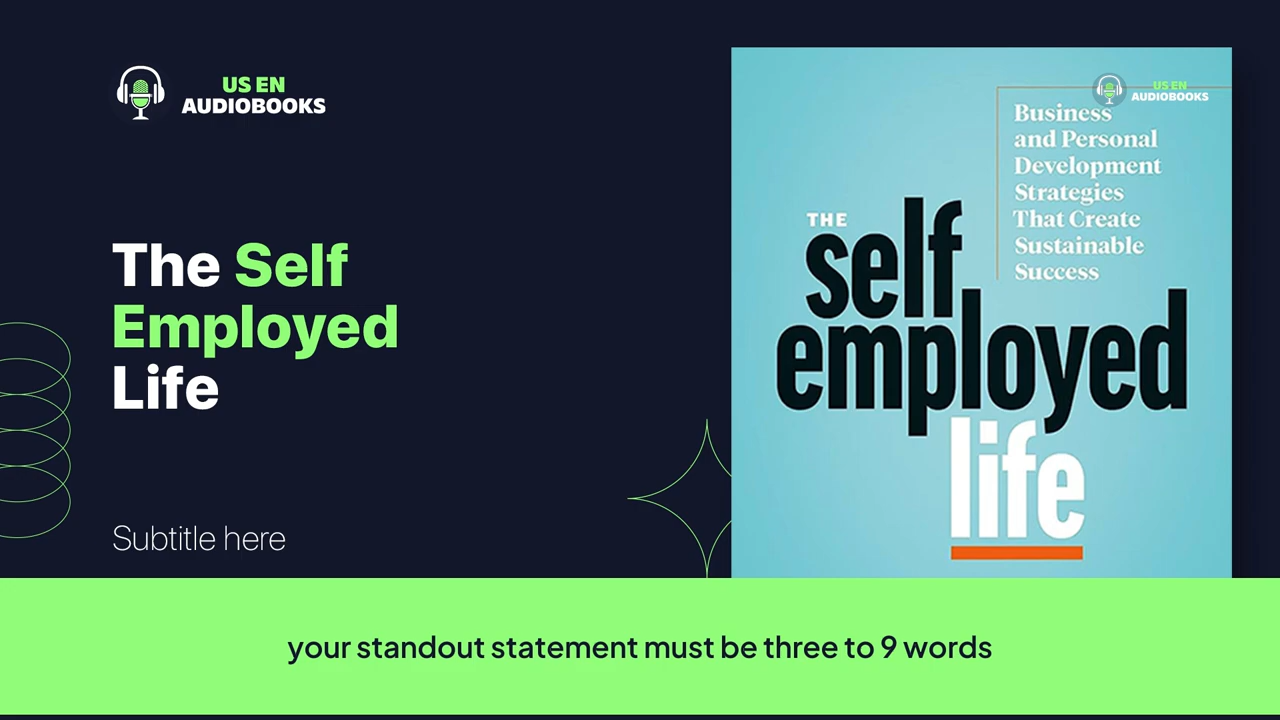 US EN
AUDIOBOOKS
The Self
Employed
Life
Subtitle here
US EN
AUDIOBOOKS
Business
and Personal
Development
Strategies
That Create
Sustainable
Success
THE
self
employed
life
your standout statement must be three to 9 words